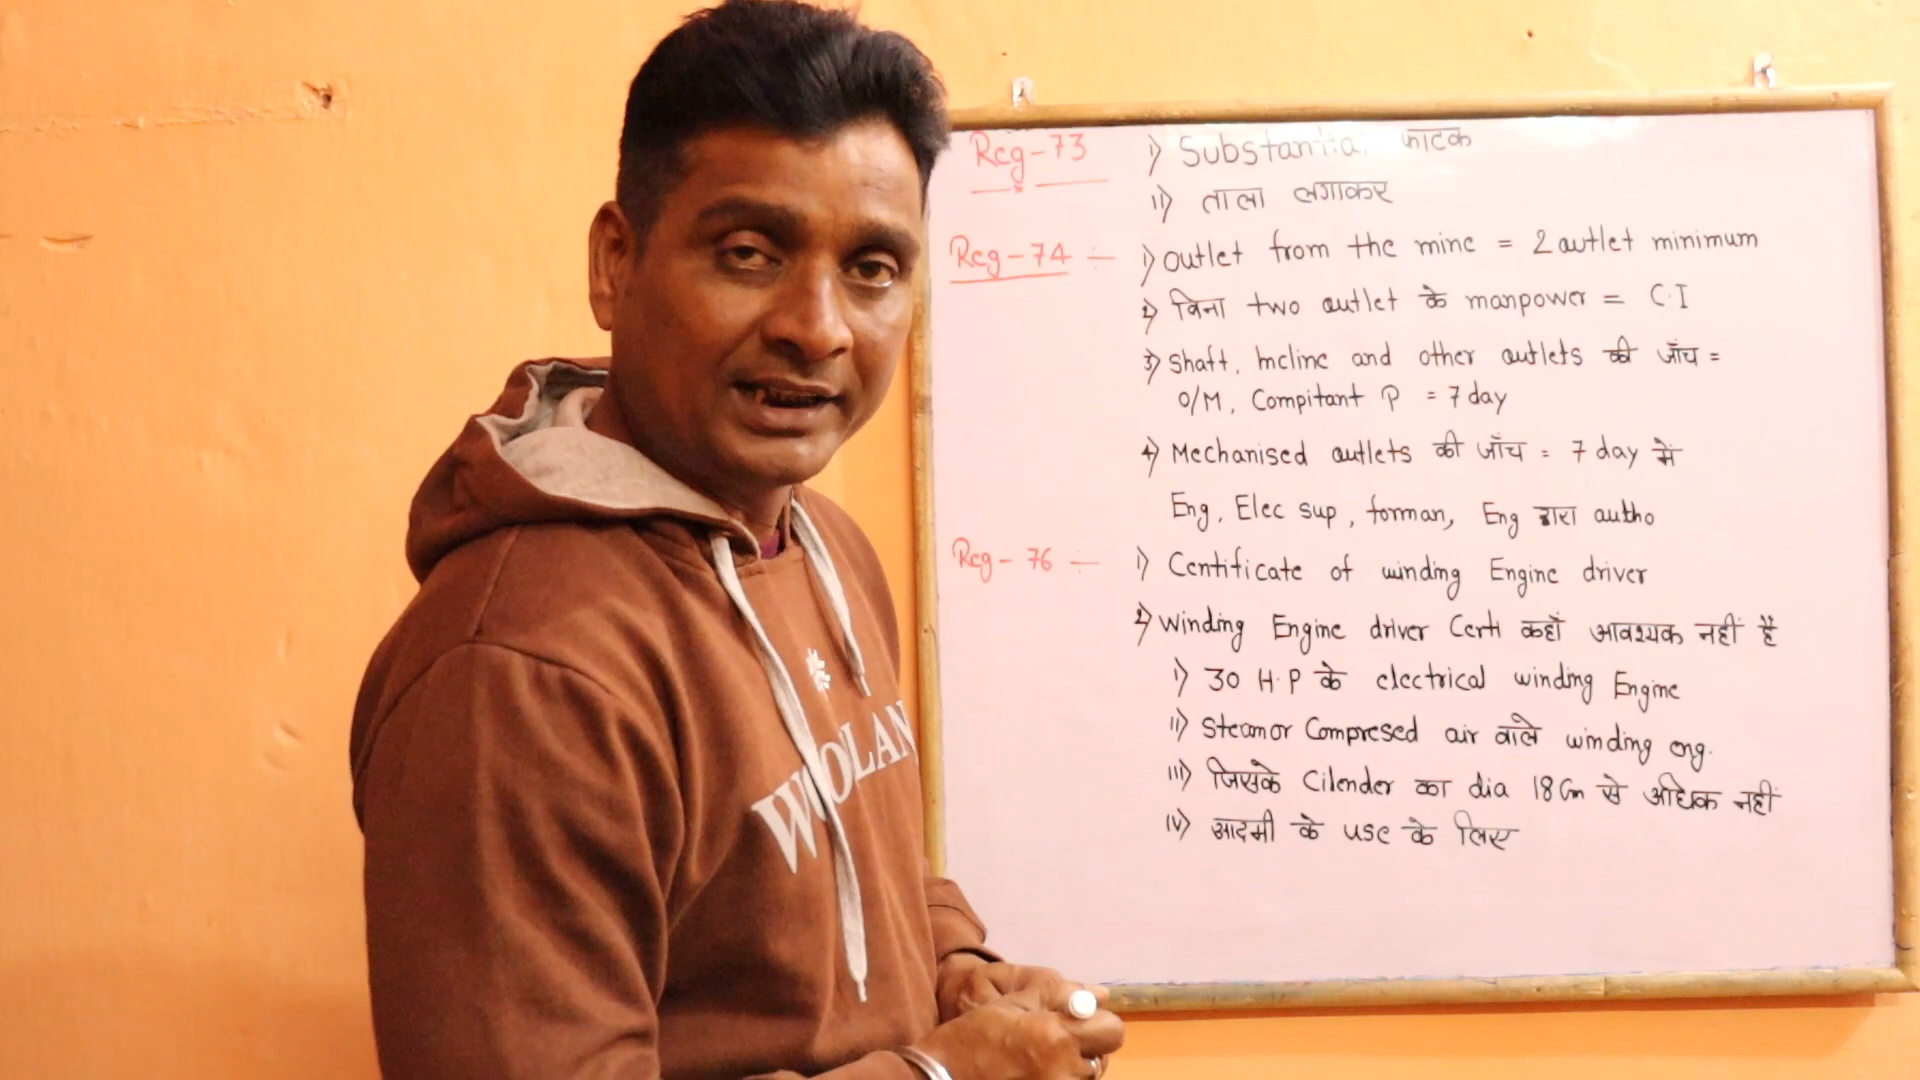 Reg-73 i) Substantial फाटक
ii) ताला लगाकर
Reg-74 :- 1) Outlet from the mine = 2 outlet minimum
2) बिना two outlet के manpower = C.I
3) Shaft, Incline and other outlets की जाँच =
O/M, Compitant P = 7 day
4) Mechanised outlets की जाँच = 7 day में
Eng, Elec sup, forman, Eng द्वारा autho
Reg-76 :- 1) Centificate of winding Engine driver
2) winding Engine driver Certi कहाँ आवश्यक नहीं है
i) 30 H.P के electrical winding Engine
ii) Steamor Compresed air वाले winding eng.
iii) जिसके Cilender का dia 18 Cm से अधिक नहीं
iv) आदमी के use के लिए
WOOLAN